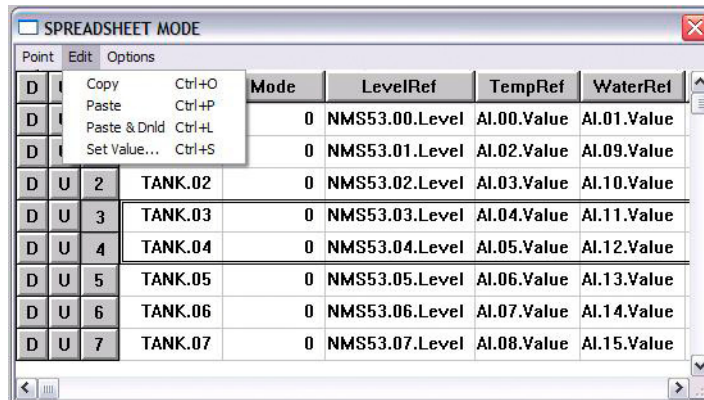 SPREADSHEET MODE
Point Edit Options
D Mode LevelRef TempRef WaterRef
Copy Ctrl+O
Paste Ctrl+P
Paste & Dnld Ctrl+L
Set Value... Ctrl+S
D 0 NMS53.00.Level AI.00.Value AI.01.Value
D 0 NMS53.01.Level AI.02.Value AI.09.Value
D U 2 TANK.02 0 NMS53.02.Level AI.03.Value AI.10.Value
D U 3 TANK.03 0 NMS53.03.Level AI.04.Value AI.11.Value
D U 4 TANK.04 0 NMS53.04.Level AI.05.Value AI.12.Value
D U 5 TANK.05 0 NMS53.05.Level AI.06.Value AI.13.Value
D U 6 TANK.06 0 NMS53.06.Level AI.07.Value AI.14.Value
D U 7 TANK.07 0 NMS53.07.Level AI.08.Value AI.15.Value